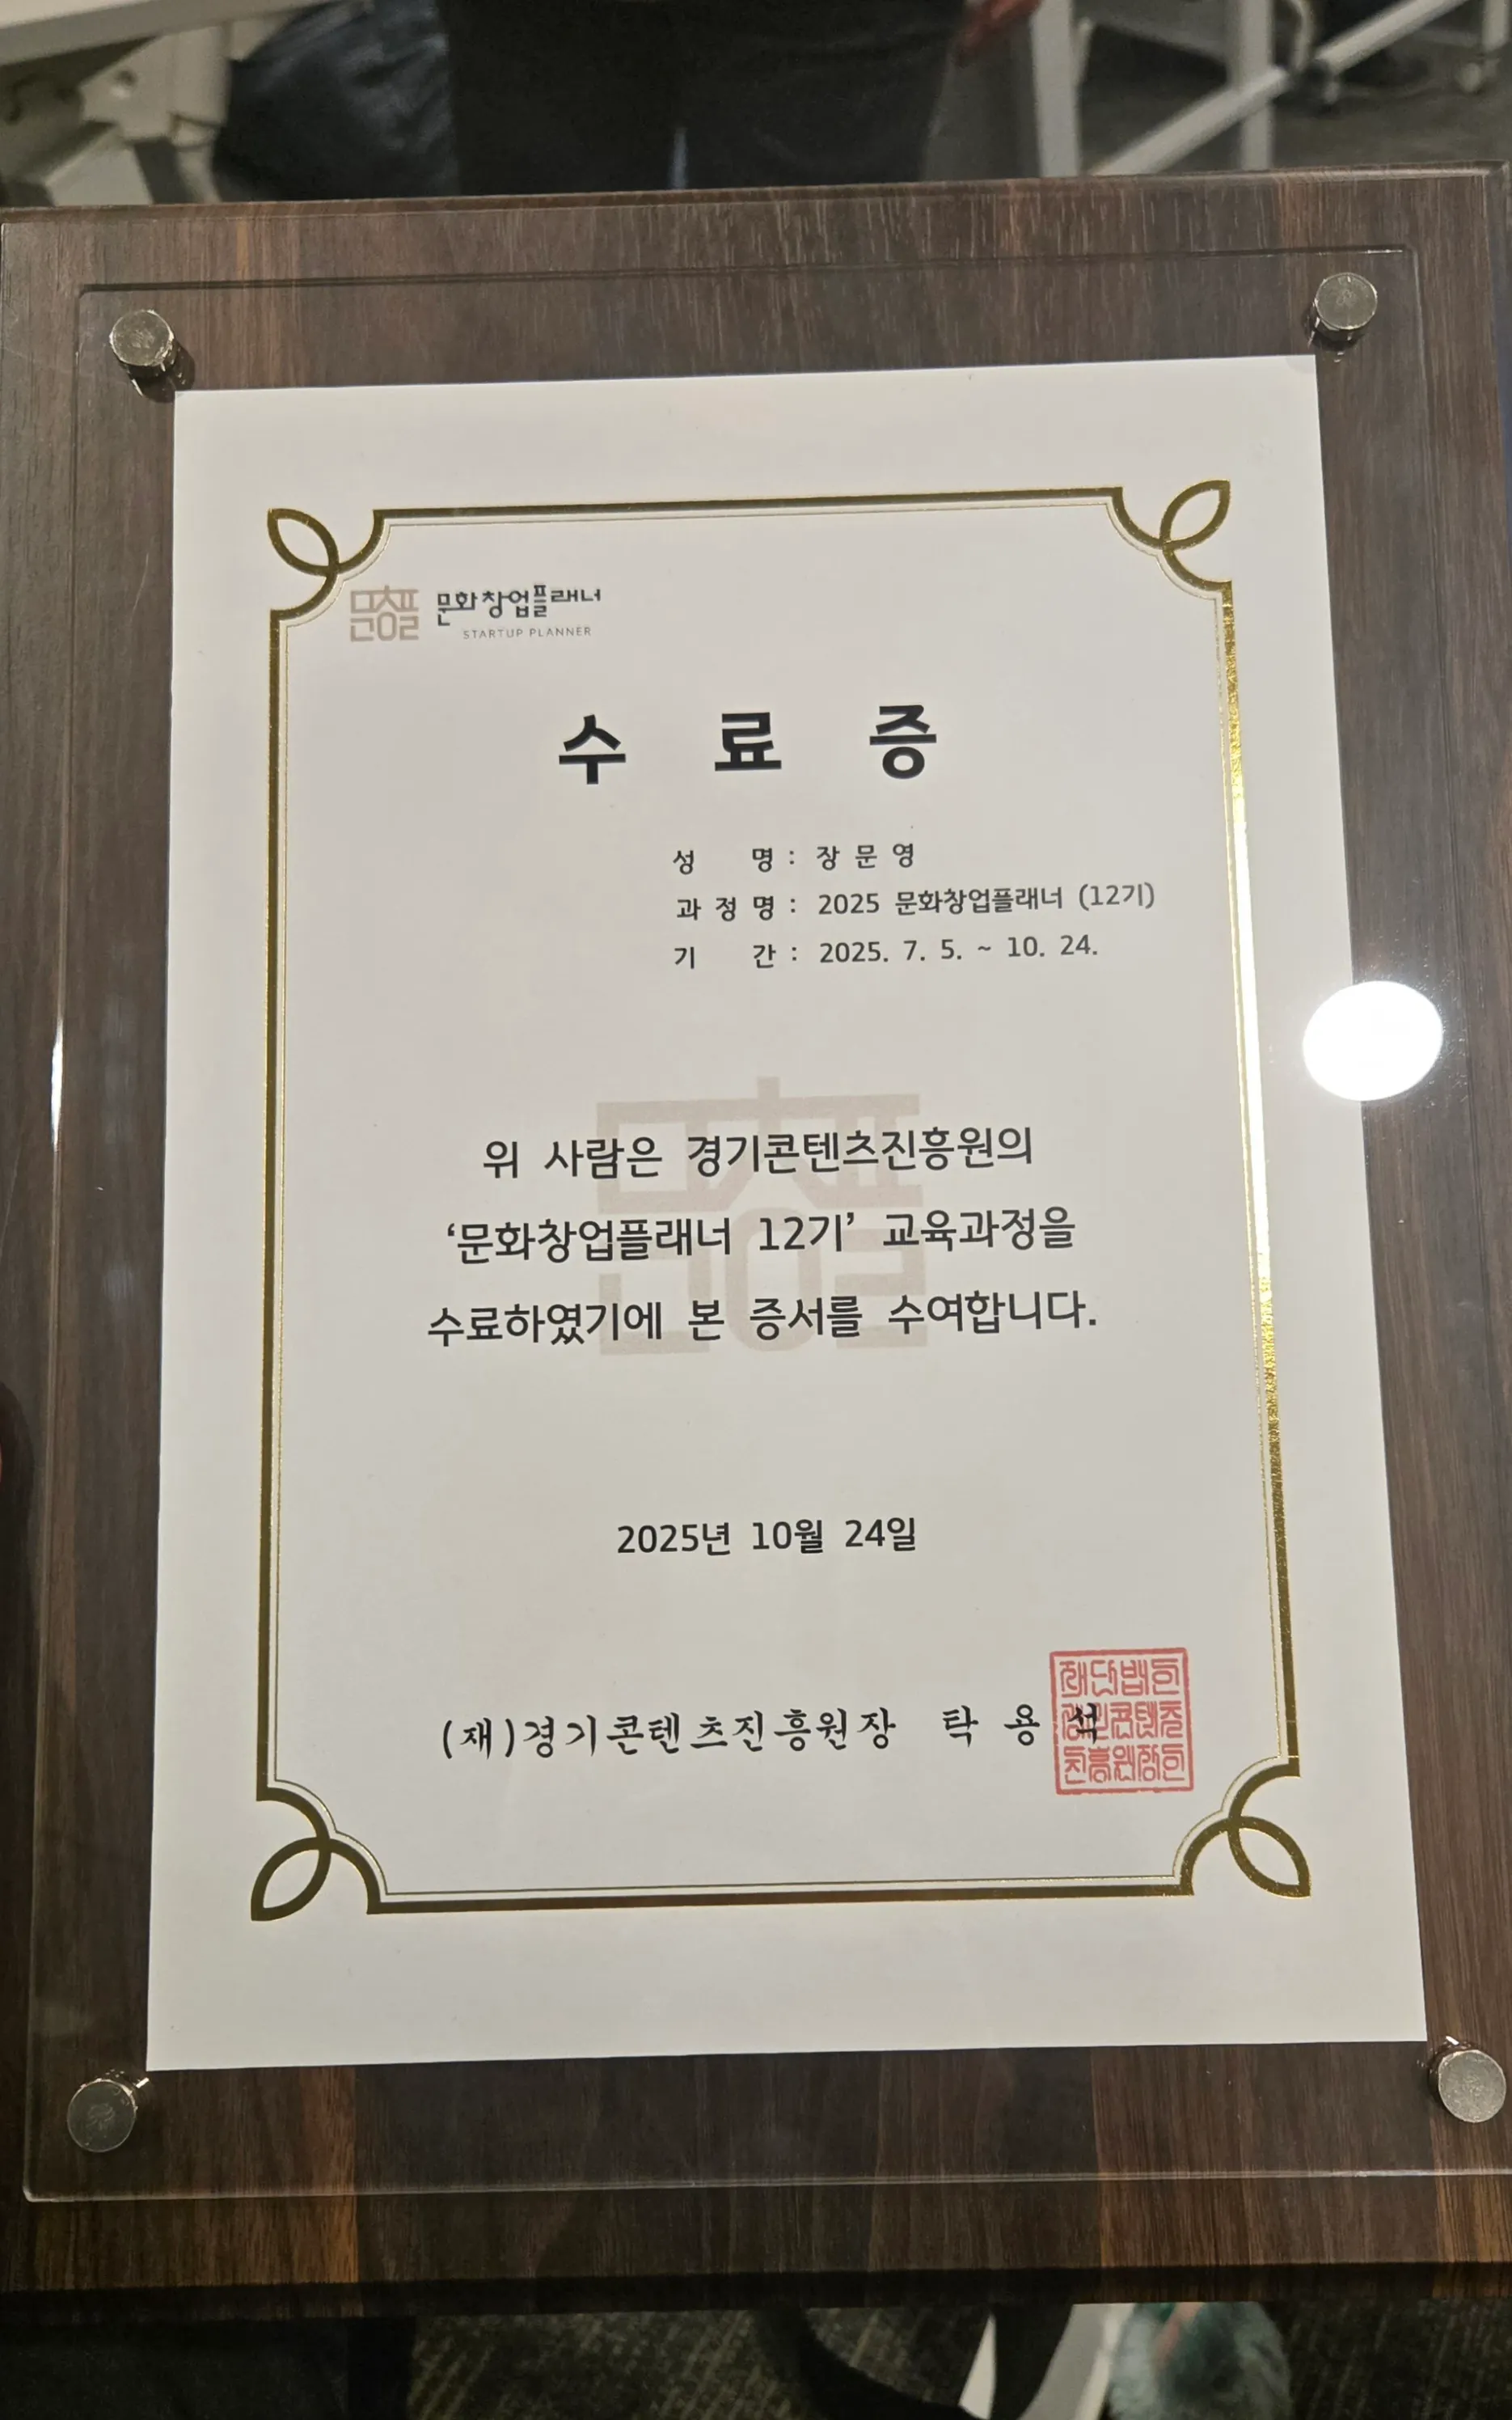 문화창업플래너
STARTUP PLANNER
수 료 증
성 명 : 장 문 영
과 정 명 : 2025 문화창업플래너 (12기)
기 간 : 2025. 7. 5. ~ 10. 24.
위 사람은 경기콘텐츠진흥원의
‘문화창업플래너 12기’ 교육과정을
수료하였기에 본 증서를 수여합니다.
2025년 10월 24일
(재)경기콘텐츠진흥원장 탁 용 석